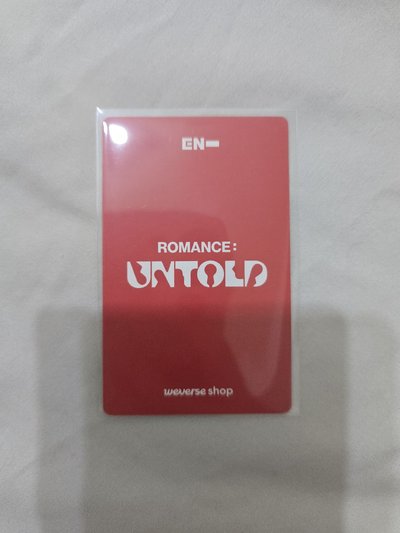 EN-
ROMANCE:
UNTOLD
weverse shop